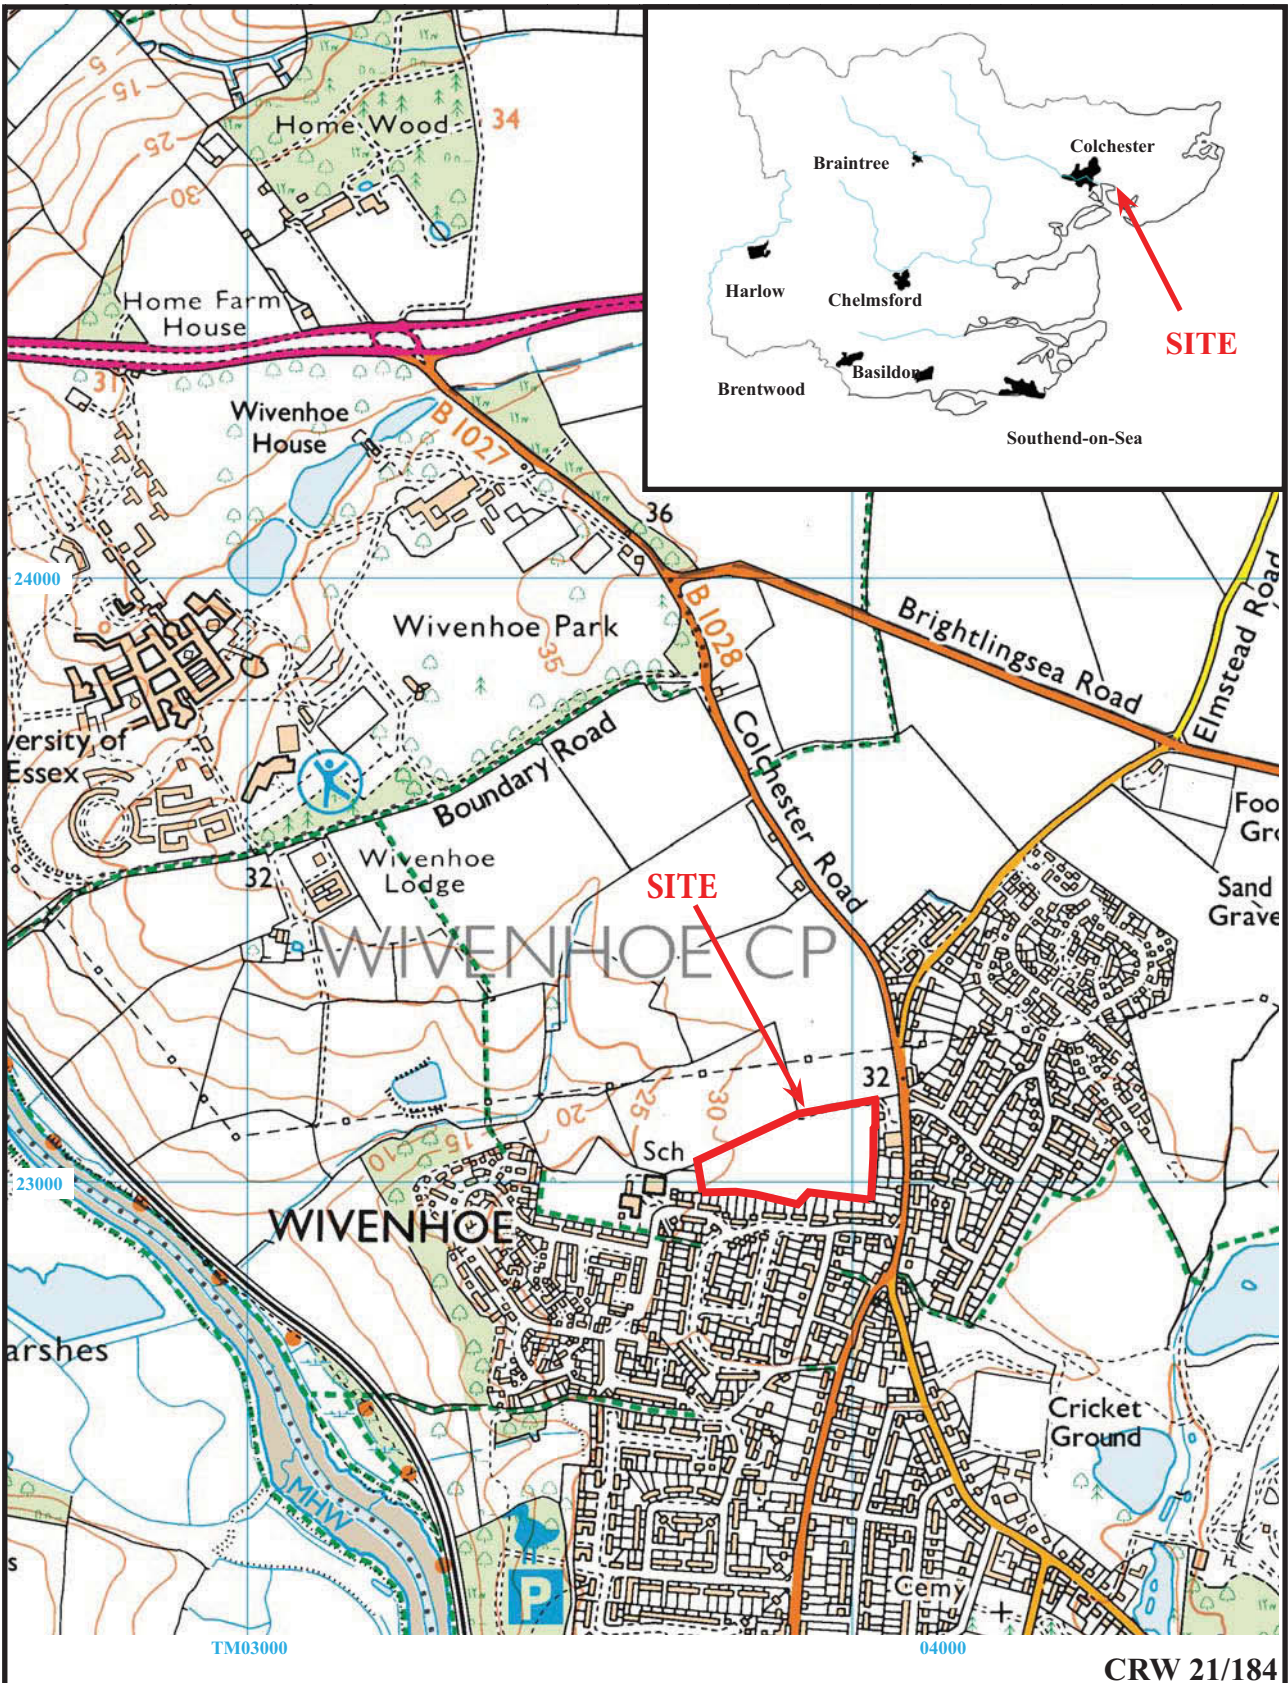 5
15
25
25
30
Home Wood
34
Home Farm
House
31
Wivenhoe
House
B 1027
36
24000
Wivenhoe Park
35
B 1028
Brightlingsea Road
Elmstead Road
versity of
Essex
Boundary Road
Colchester Road
Foo
Gr
Sand
Grave
32
Wivenhoe
Lodge
SITE
WIVENHOE CP
32
30
25
20
15
10
Sch
23000
WIVENHOE
arshes
Cricket
Ground
MHW
s
P
Cemy
H
TM03000
04000
CRW 21/184
Colchester
Braintree
Harlow
Chelmsford
SITE
Basildon
Brentwood
Southend-on-Sea